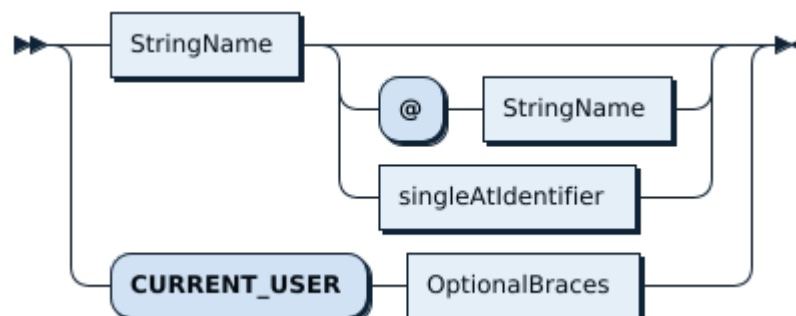 StringName
@ StringName
singleAtIdentifier
CURRENT_USER OptionalBraces